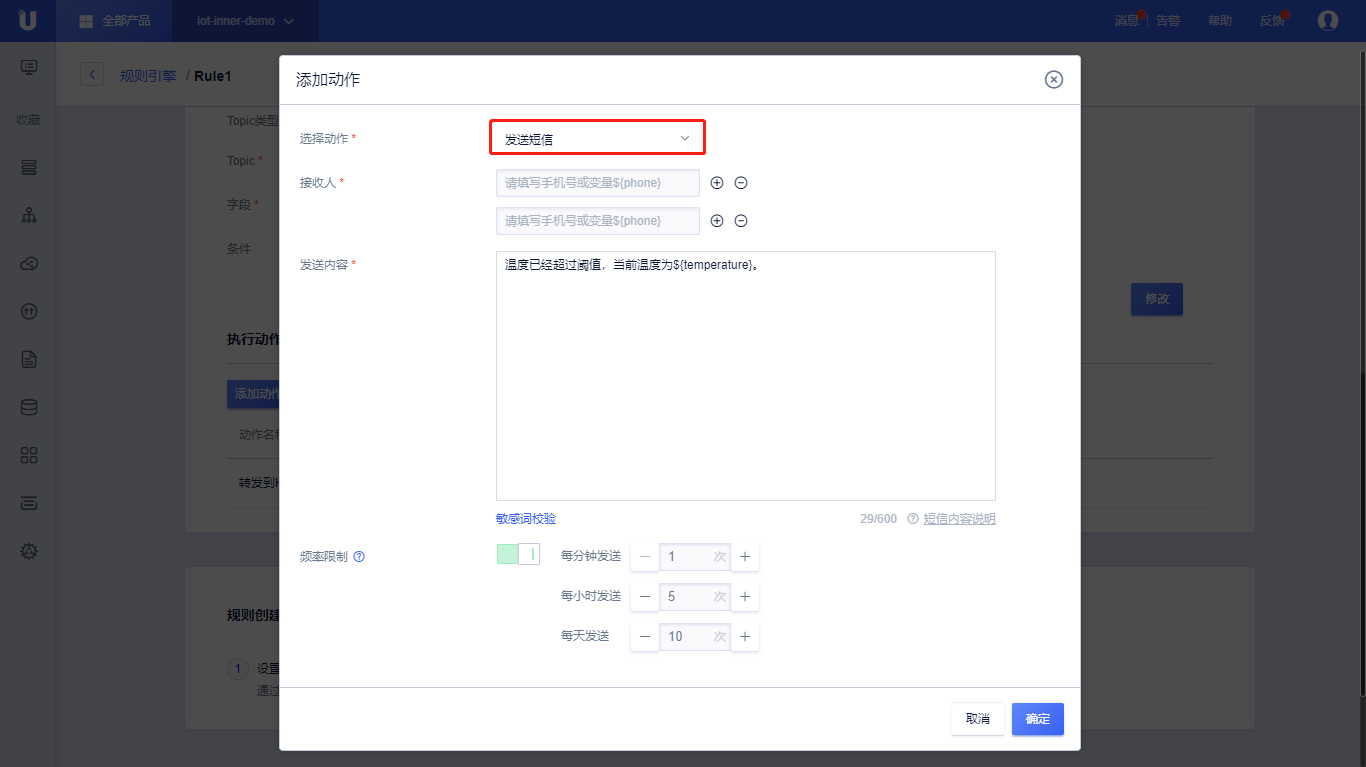 全部产品
iot-inner-demo
消息
告警
帮助
反馈
规则引擎 / Rule1
收藏
Topic类型
Topic *
字段 *
条件
修改
执行动作
添加动作
动作名称
转发到
规则创建
1 设置
通过
添加动作
选择动作 *
发送短信
接收人 *
请填写手机号或变量${phone}
请填写手机号或变量${phone}
发送内容 *
温度已经超过阈值，当前温度为${temperature}。
敏感词校验
29/600
短信内容说明
频率限制
每分钟发送 1 次
每小时发送 5 次
每天发送 10 次
取消
确定